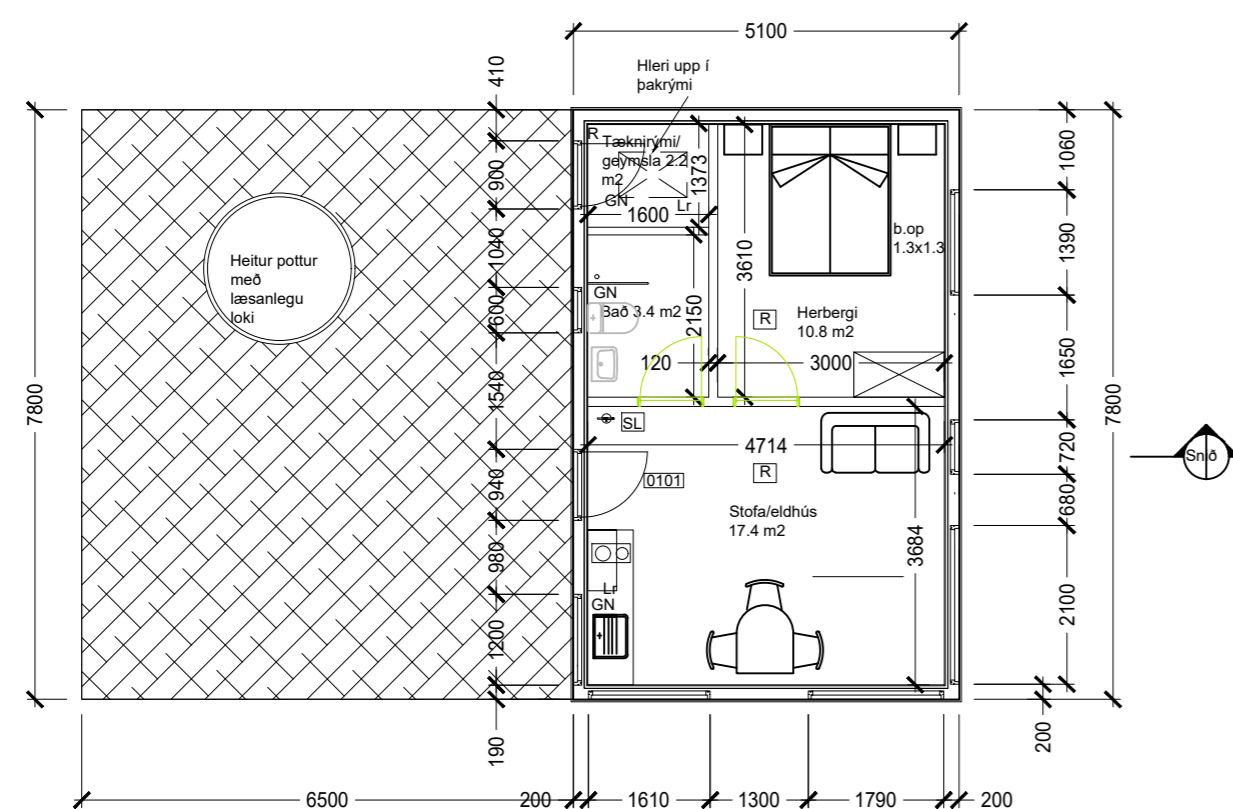 5100
Hleri upp í
þakrými
410
900
1040
600
1540
940
980
1200
190
7800
Heitur pottur
með
læsanlegu
loki
R
Tæknirými/
geymsla 2.2
m2
GN
Lr
1373
1600
3610
b.op
1.3x1.3
GN
Bað 3.4 m2
2150
R
Herbergi
10.8 m2
120
3000
SL
4714
R
0101
Stofa/eldhús
17.4 m2
3684
Lr
GN
1060
1390
1650
720
680
2100
200
7800
Snið
6500
200
1610
1300
1790
200